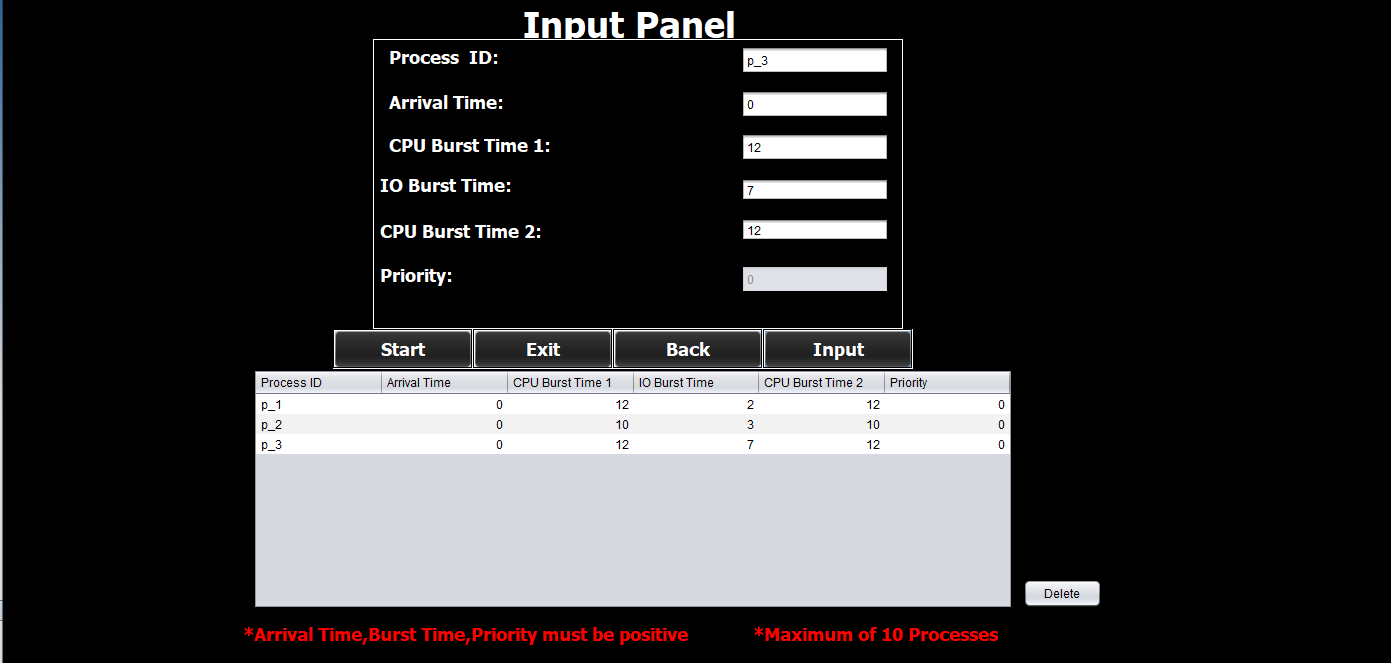 Input Panel
Process ID: p_3
Arrival Time: 0
CPU Burst Time 1: 12
IO Burst Time: 7
CPU Burst Time 2: 12
Priority: 0
Start Exit Back Input
Process ID Arrival Time CPU Burst Time 1 IO Burst Time CPU Burst Time 2 Priority
p_1 0 12 2 12 0
p_2 0 10 3 10 0
p_3 0 12 7 12 0
Delete
*Arrival Time,Burst Time,Priority must be positive *Maximum of 10 Processes